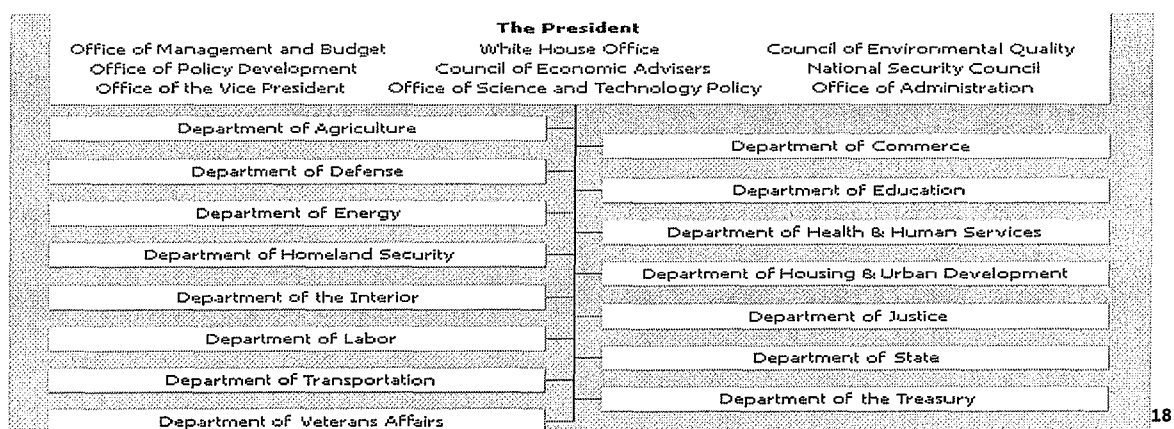 The President
Office of Management and Budget White House Office Council of Environmental Quality
Office of Policy Development Council of Economic Advisers National Security Council
Office of the Vice President Office of Science and Technology Policy Office of Administration
Department of Agriculture
Department of Commerce
Department of Defense
Department of Education
Department of Energy
Department of Health & Human Services
Department of Homeland Security
Department of Housing & Urban Development
Department of the Interior
Department of Justice
Department of Labor
Department of State
Department of Transportation
Department of the Treasury
Department of Veterans Affairs
18